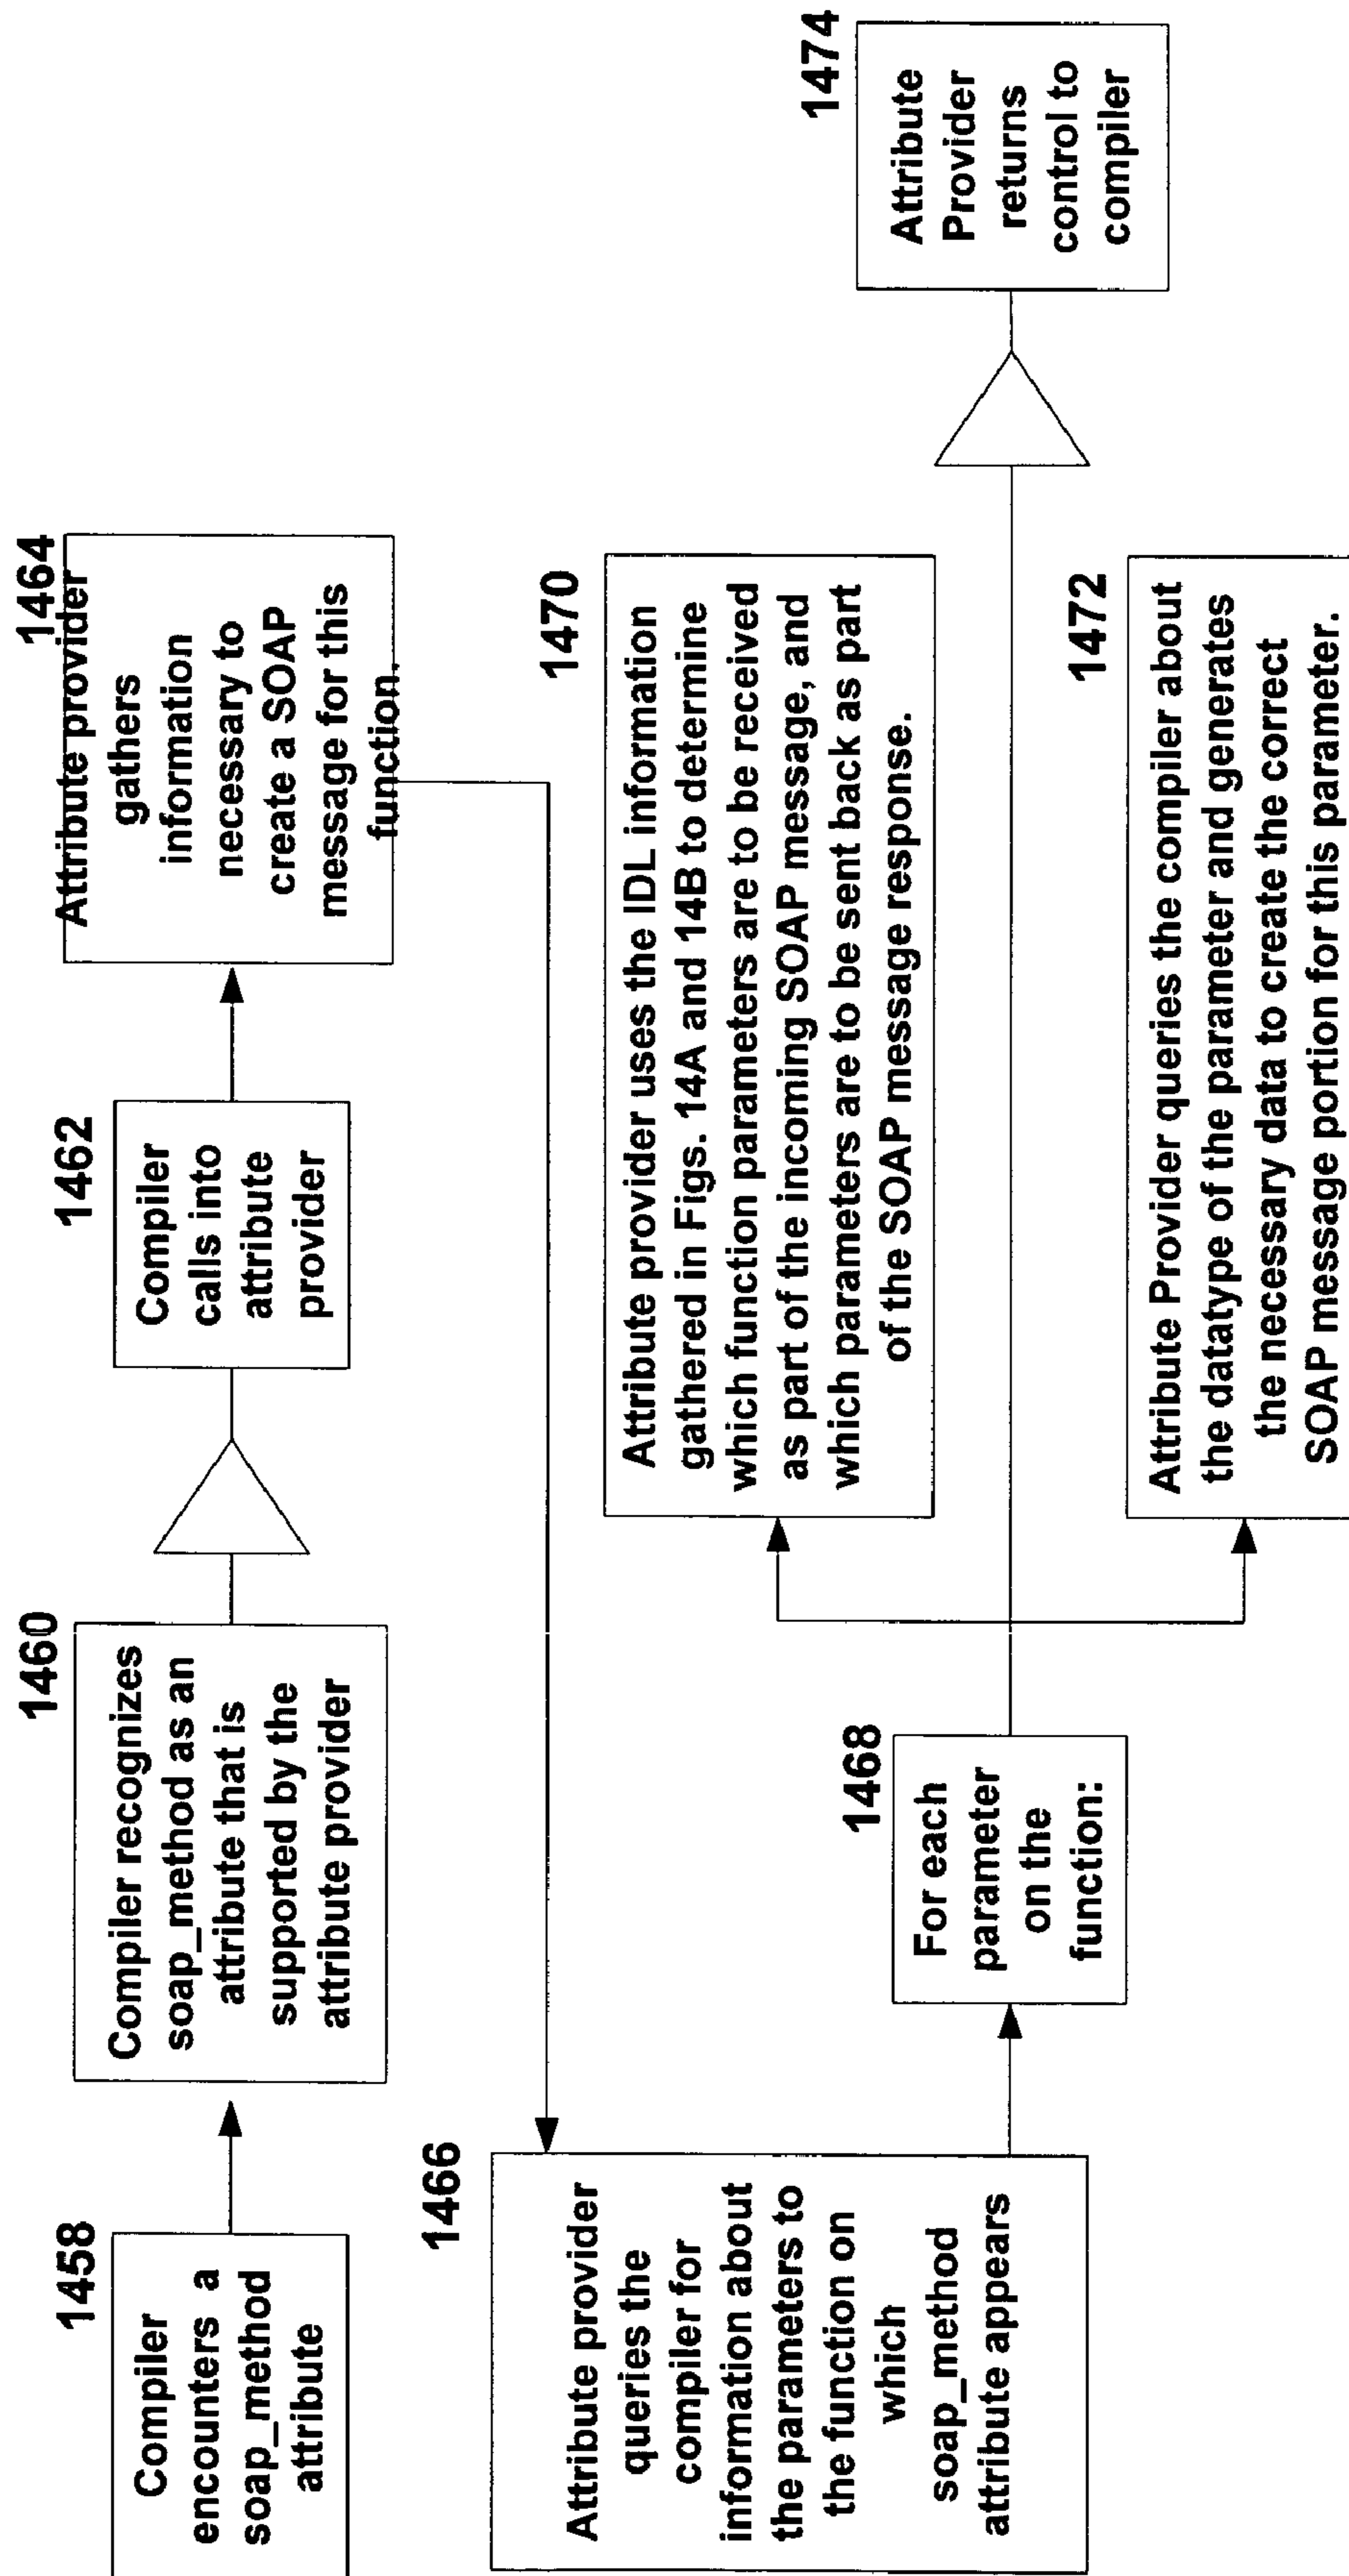 1458
Compiler
encounters a
soap_method
attribute
1460
Compiler recognizes
soap_method as an
attribute that is
supported by the
attribute provider
1462
Compiler
calls into
attribute
provider
1464
Attribute provider
gathers
information
necessary to
create a SOAP
message for this
function.
1466
Attribute provider
queries the
compiler for
information about
the parameters to
the function on
which
soap_method
attribute appears
1468
For each
parameter
on the
function:
1470
Attribute provider uses the IDL information
gathered in Figs. 14A and 14B to determine
which function parameters are to be received
as part of the incoming SOAP message, and
which parameters are to be sent back as part
of the SOAP message response.
1472
Attribute Provider queries the compiler about
the datatype of the parameter and generates
the necessary data to create the correct
SOAP message portion for this parameter.
1474
Attribute
Provider
returns
control to
compiler